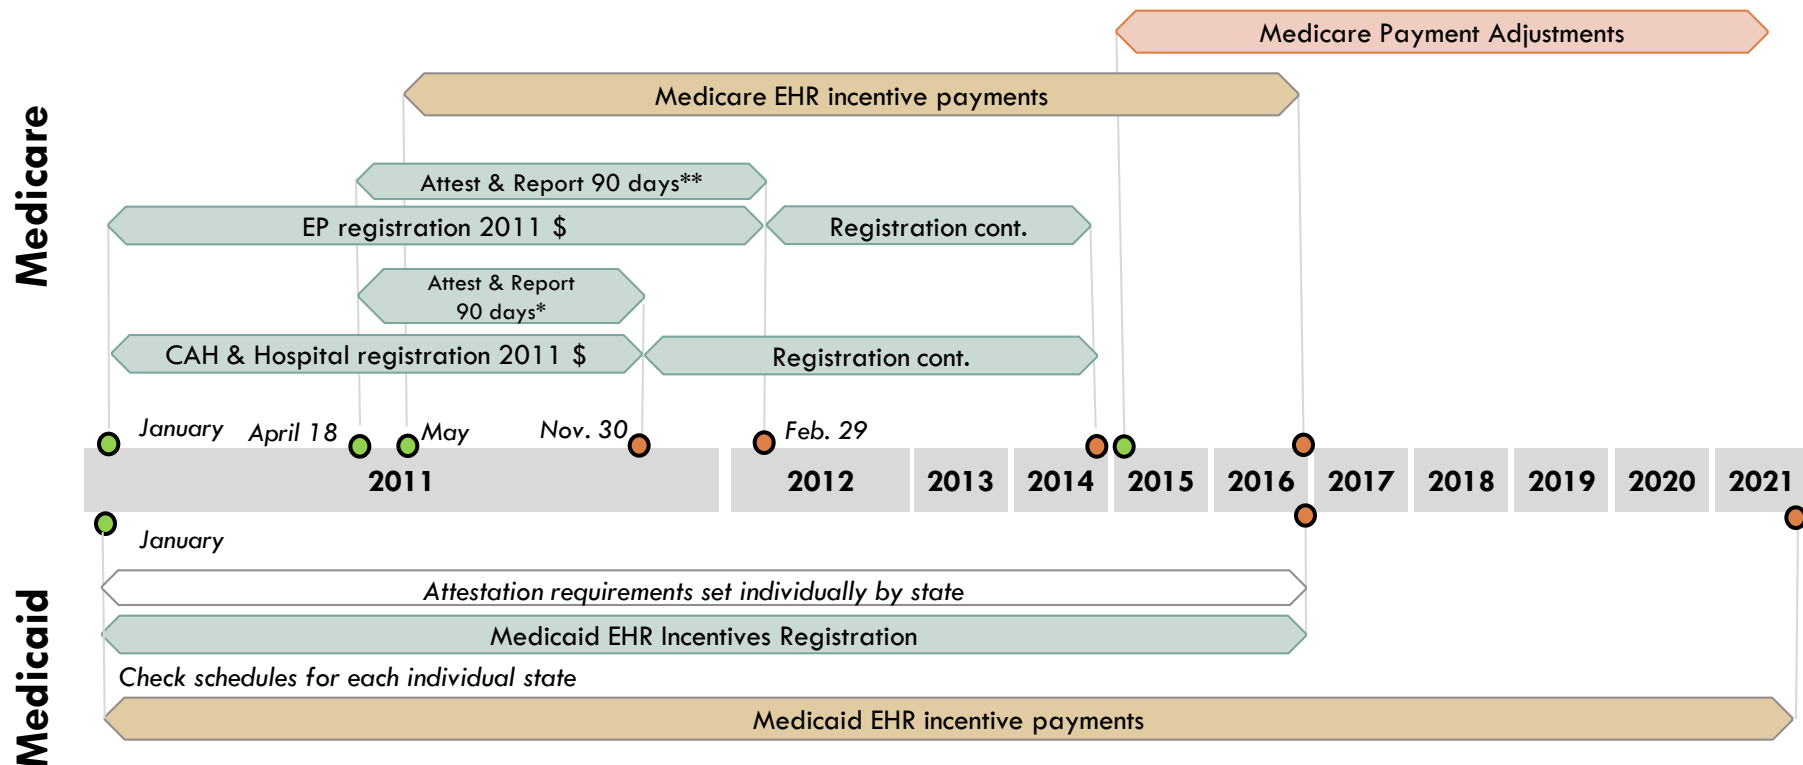 Medicare Payment Adjustments
Medicare EHR incentive payments
Medicare
Attest & Report 90 days**
EP registration 2011 $
Registration cont.
Attest & Report
90 days*
CAH & Hospital registration 2011 $
Registration cont.
January
April 18
May
Nov. 30
Feb. 29
2011
2012
2013
2014
2015
2016
2017
2018
2019
2020
2021
January
Medicaid
Attestation requirements set individually by state
Medicaid EHR Incentives Registration
Check schedules for each individual state
Medicaid EHR incentive payments